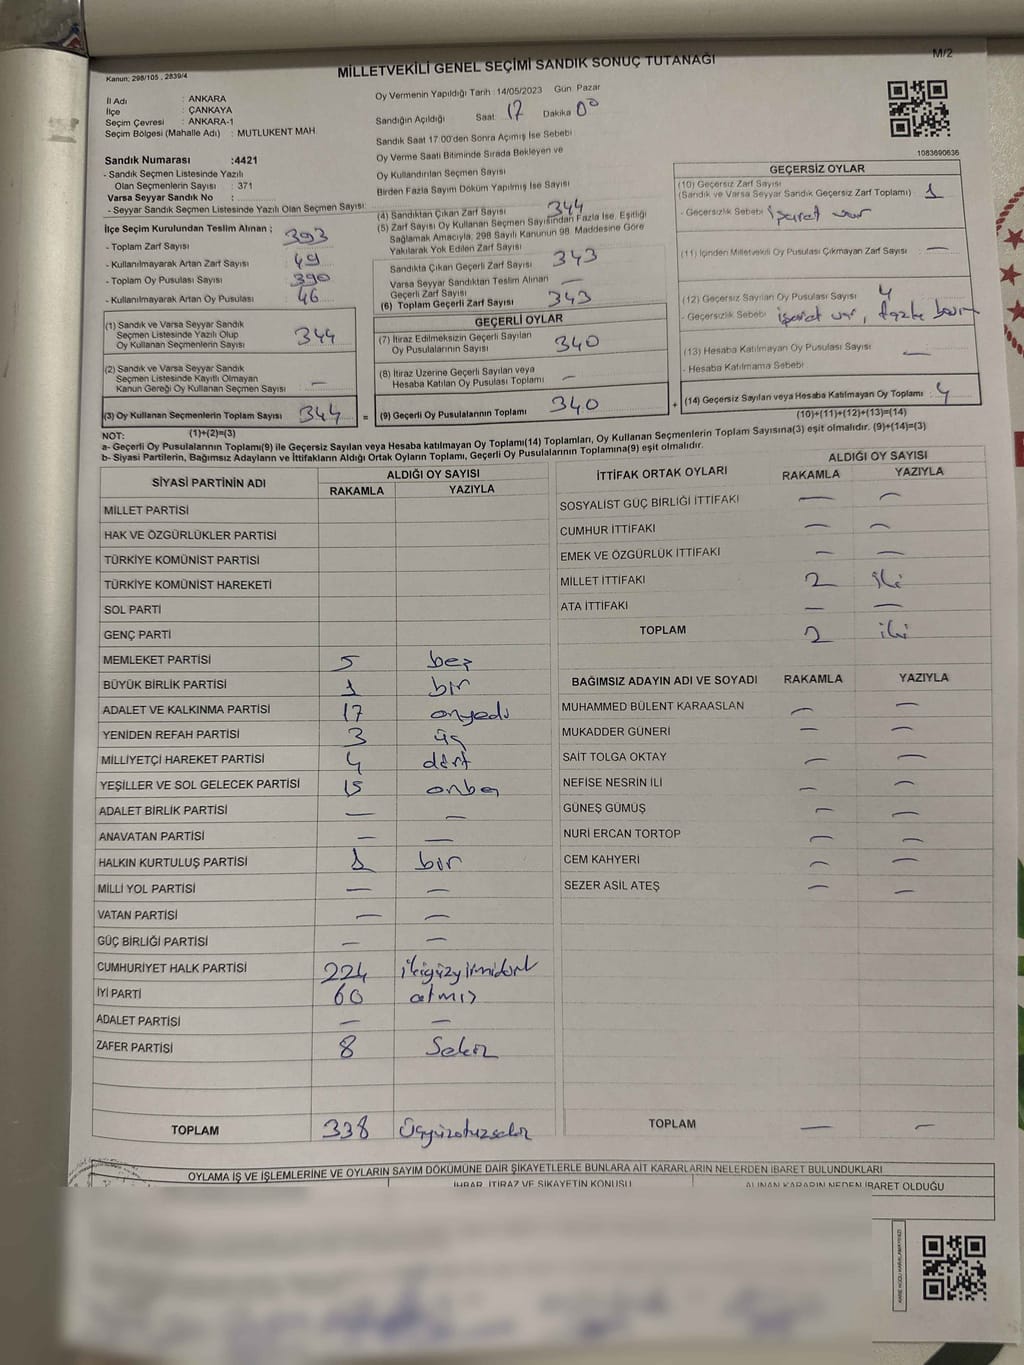 Kanun; 298/105 , 2839/4
MİLLETVEKİLİ GENEL SEÇİMİ SANDIK SONUÇ TUTANAĞI
M/2
İl Adı : ANKARA
İlçe : ÇANKAYA
Seçim Çevresi : ANKARA-1
Seçim Bölgesi (Mahalle Adı) : MUTLUKENT MAH.
Oy Vermenin Yapıldığı Tarih : 14/05/2023 Gün Pazar
Sandığın Açıldığı Saat: 17 Dakika 00
Sandık Saat 17:00'den Sonra Açımış İse Sebebi
Oy Verme Saati Bitiminde Sırada Bekleyen ve
Oy Kullandırılan Seçmen Sayısı
Birden Fazla Sayım Döküm Yapılmış İse Sayısı
1083690636
Sandık Numarası :4421
- Sandık Seçmen Listesinde Yazılı
Olan Seçmenlerin Sayısı : 371
Varsa Seyyar Sandık No :
- Seyyar Sandık Seçmen Listesinde Yazılı Olan Seçmen Sayısı:
İlçe Seçim Kurulundan Teslim Alınan ;
- Toplam Zarf Sayısı 393
- Kullanılmayarak Artan Zarf Sayısı : 49
- Toplam Oy Pusulası Sayısı : 390
- Kullanılmayarak Artan Oy Pusulası : 46
(1) Sandık ve Varsa Seyyar Sandık
Seçmen Listesinde Yazılı Olup
Oy Kullanan Seçmenlerin Sayısı 344
(2) Sandık ve Varsa Seyyar Sandık
Seçmen Listesinde Kayıtlı Olmayan
Kanun Gereği Oy Kullanan Seçmen Sayısı : —
(3) Oy Kullanan Seçmenlerin Toplam Sayısı : 344 =
(1)+(2)=(3)
(4) Sandıktan Çıkan Zarf Sayısı 344
(5) Zarf Sayısı Oy Kullanan Seçmen Sayısından Fazla İse, Eşitliği
Sağlamak Amacıyla, 298 Sayılı Kanunun 98. Maddesine Göre
Yakılarak Yok Edilen Zarf Sayısı
Sandıkta Çıkan Geçerli Zarf Sayısı 343
Varsa Seyyar Sandıktan Teslim Alınan
Geçerli Zarf Sayısı —
(6) Toplam Geçerli Zarf Sayısı 343
GEÇERLİ OYLAR
(7) İtiraz Edilmeksizin Geçerli Sayılan
Oy Pusulalarının Sayısı 340
(8) İtiraz Üzerine Geçerli Sayılan veya
Hesaba Katılan Oy Pusulası Toplamı : —
(9) Geçerli Oy Pusulalarının Toplamı 340 +
GEÇERSİZ OYLAR
(10) Geçersiz Zarf Sayısı
(Sandık ve Varsa Seyyar Sandık Geçersiz Zarf Toplamı) : 1
- Geçersizlik Sebebi : işaret var
(11) İçinden Milletvekili Oy Pusulası Çıkmayan Zarf Sayısı : —
(12) Geçersiz Sayılan Oy Pusulası Sayısı 4
- Geçersizlik Sebebi işaret var,
(13) Hesaba Katılmayan Oy Pusulası Sayısı : —
- Hesaba Katılmama Sebebi
(14) Geçersiz Sayılan veya Hesaba Katılmayan Oy Toplamı : 4
(10)+(11)+(12)+(13)=(14)
NOT:
a- Geçerli Oy Pusulalarının Toplamı(9) ile Geçersiz Sayılan veya Hesaba katılmayan Oy Toplamı(14) Toplamları, Oy Kullanan Seçmenlerin Toplam Sayısına(3) eşit olmalıdır. (9)+(14)=(3)
b- Siyasi Partilerin, Bağımsız Adayların ve İttifakların Aldığı Ortak Oyların Toplamı, Geçerli Oy Pusulalarının Toplamına(9) eşit olmalıdır.
SİYASİ PARTİNİN ADI ALDIĞI OY SAYISI
RAKAMLA YAZIYLA
MİLLET PARTİSİ
HAK VE ÖZGÜRLÜKLER PARTİSİ
TÜRKİYE KOMÜNİST PARTİSİ
TÜRKİYE KOMÜNİST HAREKETİ
SOL PARTİ
GENÇ PARTİ
MEMLEKET PARTİSİ 5 beş
BÜYÜK BİRLİK PARTİSİ 1 bir
ADALET VE KALKINMA PARTİSİ 17 onyedi
YENİDEN REFAH PARTİSİ 3 üç
MİLLİYETÇİ HAREKET PARTİSİ 4 dört
YEŞİLLER VE SOL GELECEK PARTİSİ 15 onbeş
ADALET BİRLİK PARTİSİ — —
ANAVATAN PARTİSİ — —
HALKIN KURTULUŞ PARTİSİ 1 bir
MİLLİ YOL PARTİSİ — —
VATAN PARTİSİ — —
GÜÇ BİRLİĞİ PARTİSİ — —
CUMHURİYET HALK PARTİSİ 224 ikiyüzyirmidört
İYİ PARTİ 60 atmış
ADALET PARTİSİ — —
ZAFER PARTİSİ 8 Sekiz
TOPLAM 338 üçyüzotuzsekiz
İTTİFAK ORTAK OYLARI ALDIĞI OY SAYISI
RAKAMLA YAZIYLA
SOSYALİST GÜÇ BİRLİĞİ İTTİFAKI — —
CUMHUR İTTİFAKI — —
EMEK VE ÖZGÜRLÜK İTTİFAKI — —
MİLLET İTTİFAKI 2 iki
ATA İTTİFAKI — —
TOPLAM 2 iki
BAĞIMSIZ ADAYIN ADI VE SOYADI RAKAMLA YAZIYLA
MUHAMMED BÜLENT KARAASLAN — —
MUKADDER GÜNERİ — —
SAİT TOLGA OKTAY — —
NEFİSE NESRİN İLİ — —
GÜNEŞ GÜMÜŞ — —
NURİ ERCAN TORTOP — —
CEM KAHYERİ — —
SEZER ASİL ATEŞ — —
TOPLAM — —
OYLAMA İŞ VE İŞLEMLERİNE VE OYLARIN SAYIM DÖKÜMÜNE DAİR ŞİKAYETLERLE BUNLARA AİT KARARLARIN NELERDEN İBARET BULUNDUKLARI
İHBAR, İTİRAZ VE ŞİKAYETİN KONUSU ALINAN KARARIN NEDEN İBARET OLDUĞU